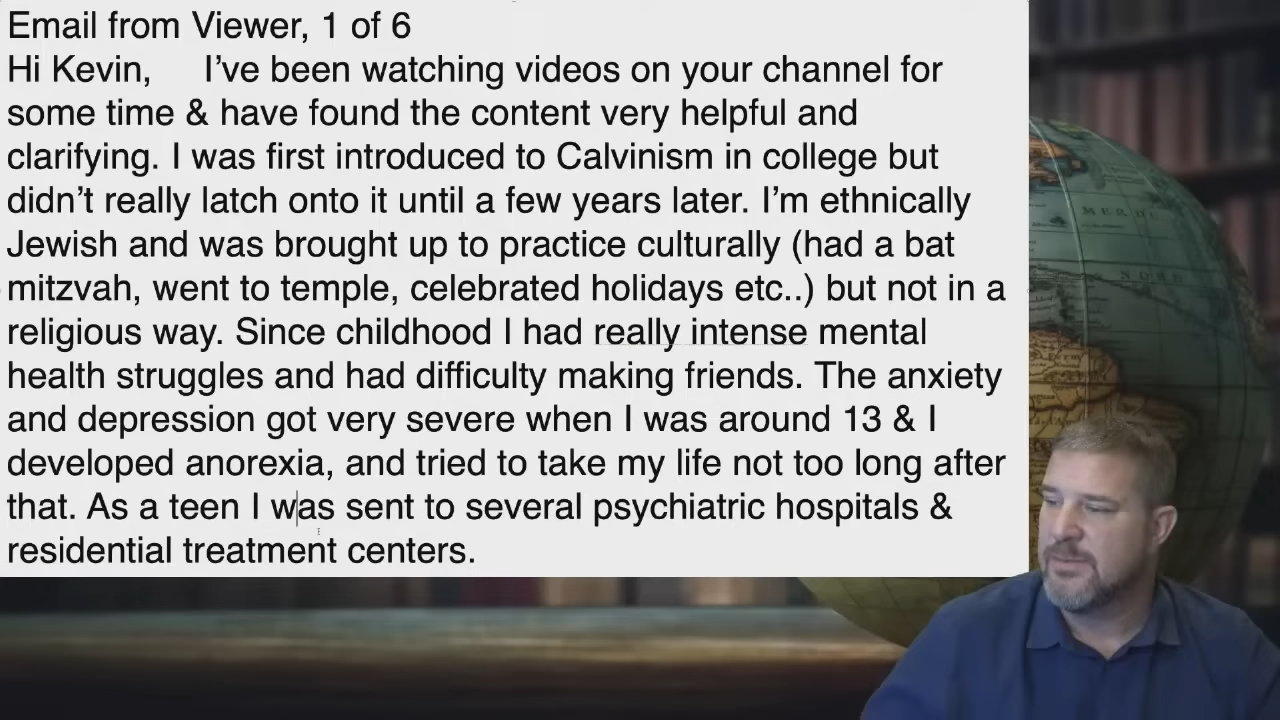 Email from Viewer, 1 of 6
Hi Kevin, I’ve been watching videos on your channel for
some time & have found the content very helpful and
clarifying. I was first introduced to Calvinism in college but
didn’t really latch onto it until a few years later. I’m ethnically
Jewish and was brought up to practice culturally (had a bat
mitzvah, went to temple, celebrated holidays etc..) but not in a
religious way. Since childhood I had really intense mental
health struggles and had difficulty making friends. The anxiety
and depression got very severe when I was around 13 & I
developed anorexia, and tried to take my life not too long after
that. As a teen I was sent to several psychiatric hospitals &
residential treatment centers.